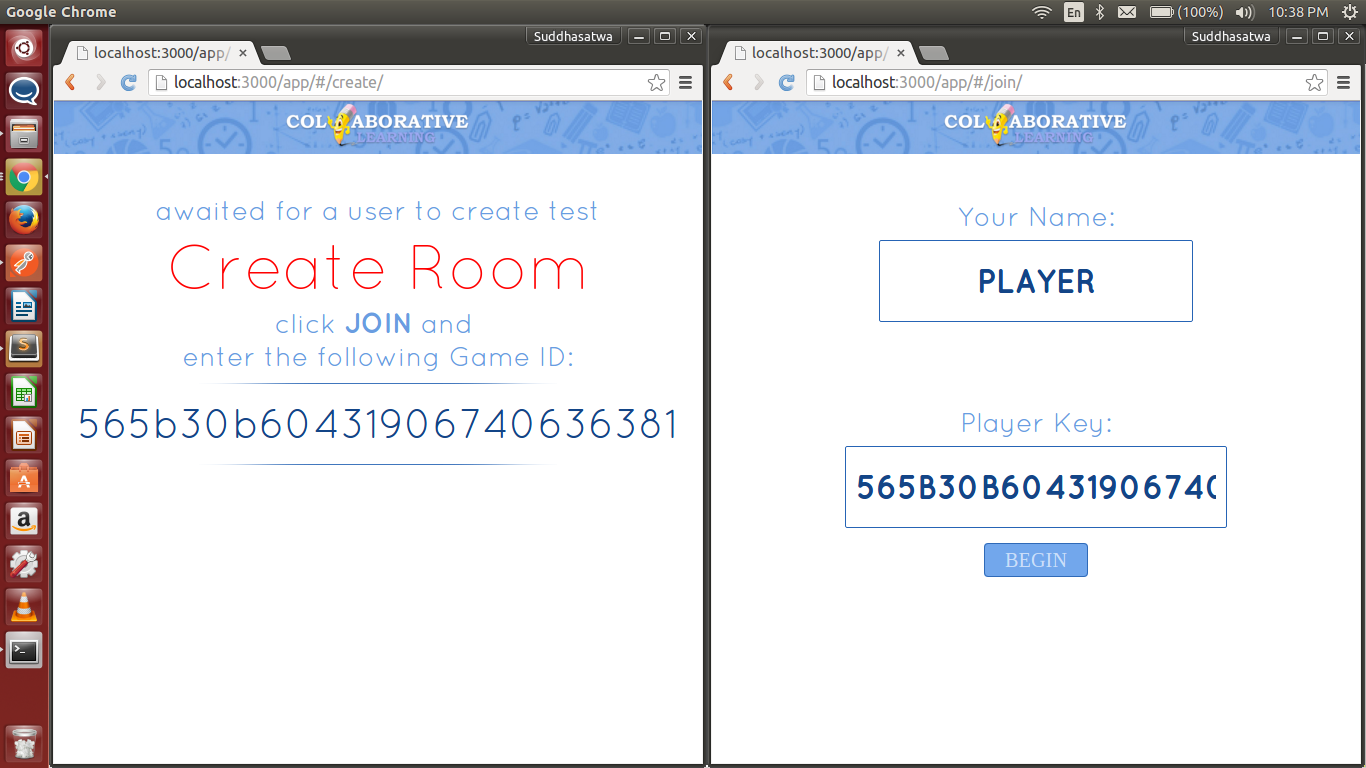 Google Chrome
En
(100%)
10:38 PM
Suddhasatwa
localhost:3000/app/
localhost:3000/app/#/create/
COLLABORATIVE
LEARNING
awaited for a user to create test
Create Room
click JOIN and
enter the following Game ID:
565b30b60431906740636381
Suddhasatwa
localhost:3000/app/
localhost:3000/app/#/join/
COLLABORATIVE
LEARNING
Your Name:
PLAYER
Player Key:
565B30B6043190674
BEGIN